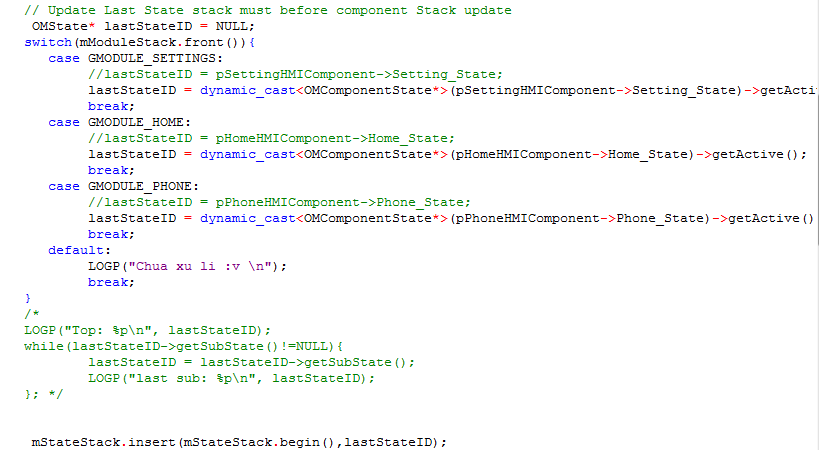 // Update Last State stack must before component Stack update
OMState* lastStateID = NULL;
switch(mModuleStack.front()){
case GMODULE_SETTINGS:
//lastStateID = pSettingHMIComponent->Setting_State;
lastStateID = dynamic_cast<OMComponentState*>(pSettingHMIComponent->Setting_State)->getActi
break;
case GMODULE_HOME:
//lastStateID = pHomeHMIComponent->Home_State;
lastStateID = dynamic_cast<OMComponentState*>(pHomeHMIComponent->Home_State)->getActive();
break;
case GMODULE_PHONE:
//lastStateID = pPhoneHMIComponent->Phone_State;
lastStateID = dynamic_cast<OMComponentState*>(pPhoneHMIComponent->Phone_State)->getActive()
break;
default:
LOGP("Chua xu li :v \n");
break;
}
/*
LOGP("Top: %p\n", lastStateID);
while(lastStateID->getSubState()!=NULL){
lastStateID = lastStateID->getSubState();
LOGP("last sub: %p\n", lastStateID);
}; */
mStateStack.insert(mStateStack.begin(),lastStateID);